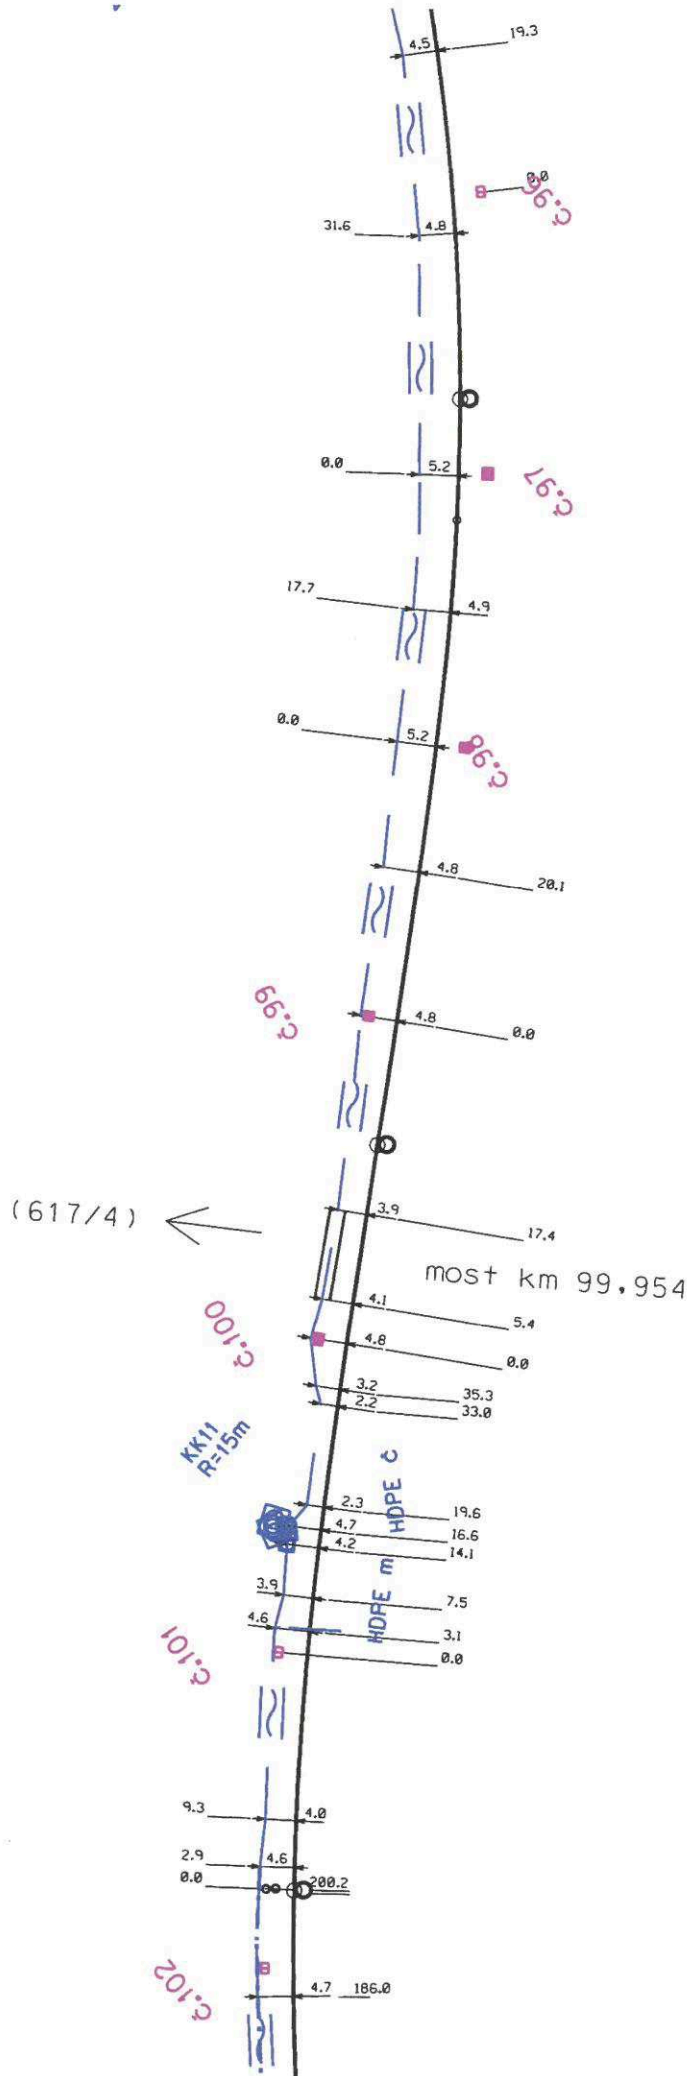 4.5 19.3
0.0
č.96
31.6 4.8
0.0 5.2
č.97
17.7 4.9
0.0 5.2
č.98
4.8 20.1
č.99
4.8 0.0
(617/4)
3.9 17.4
most km 99,954
4.1 5.4
č.100
4.8 0.0
3.2 35.3
2.2 33.0
KK11
R=15m
HDPE č
2.3 19.6
4.7 16.6
4.2 14.1
HDPE m
3.9 7.5
4.6 3.1
č.101
0.0
9.3 4.0
2.9 4.6
0.0 200.2
č.102
4.7 186.0